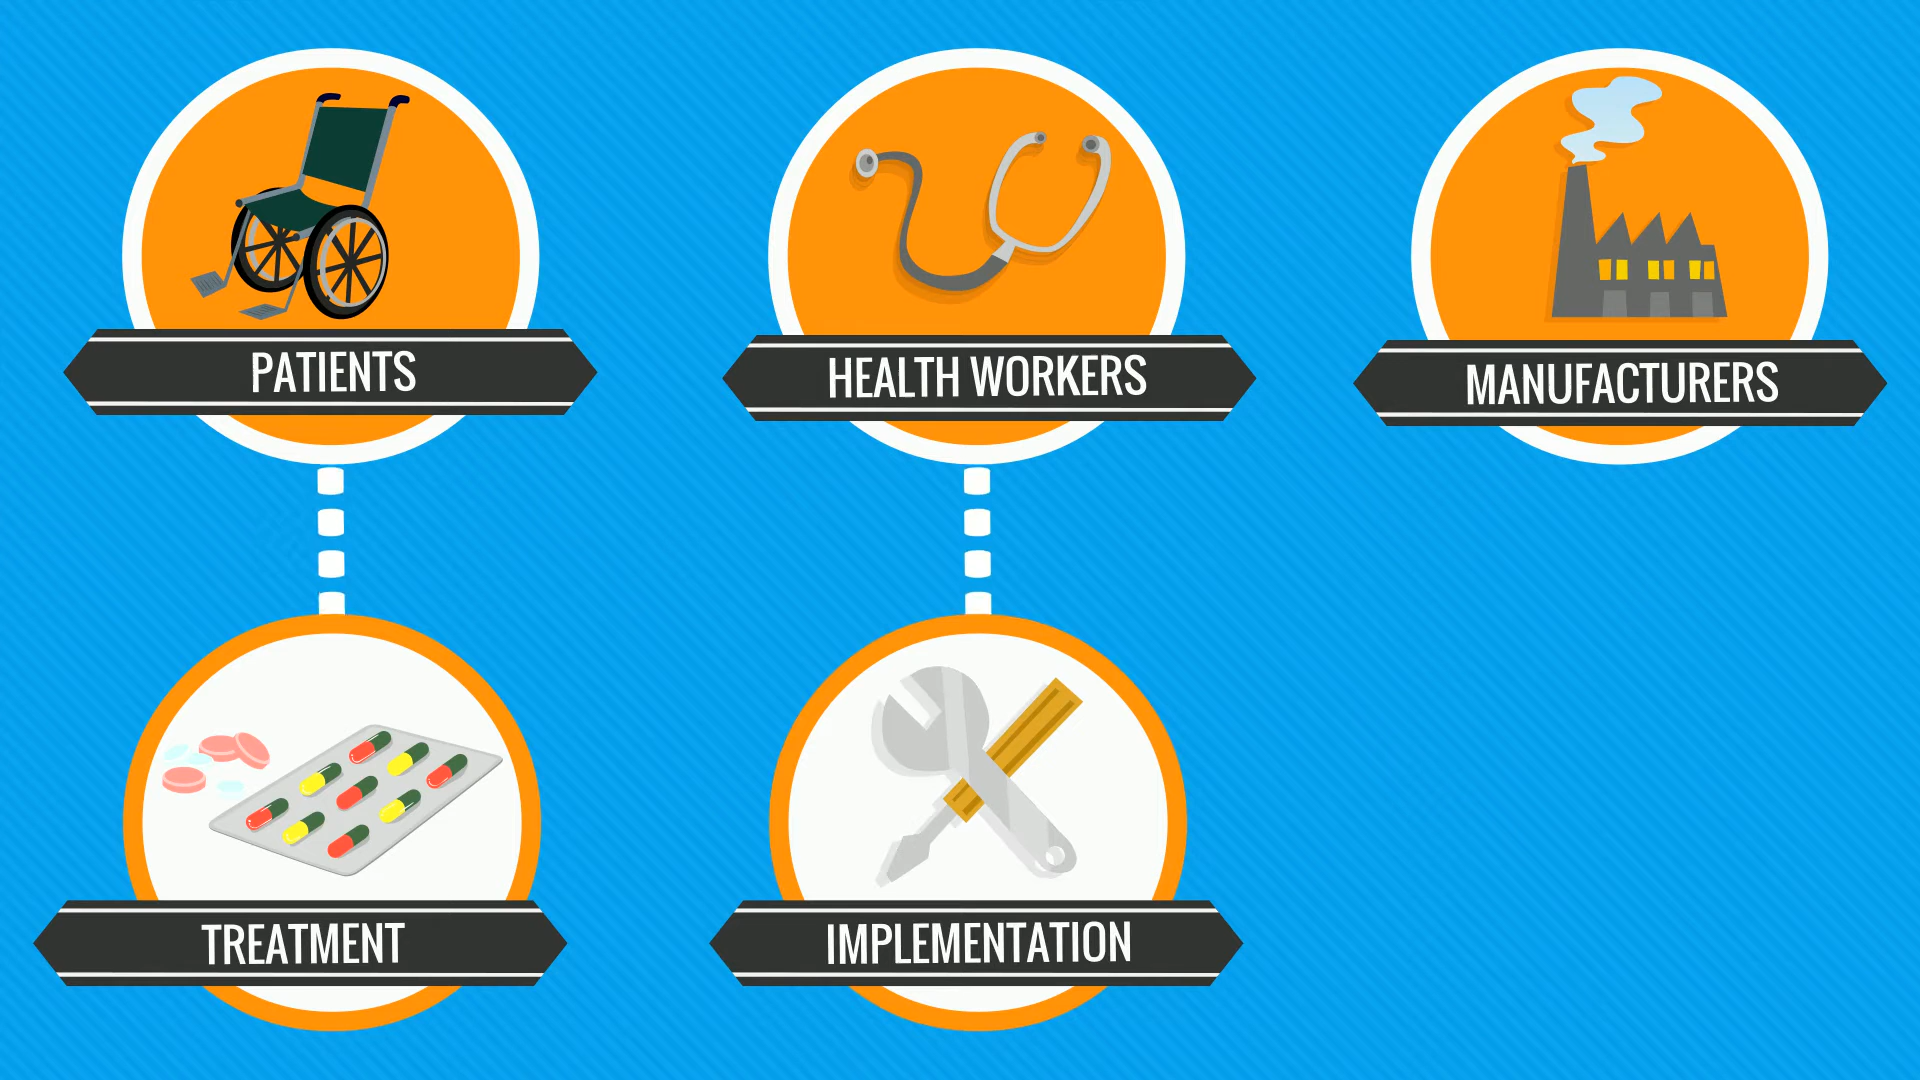 PATIENTS
HEALTH WORKERS
MANUFACTURERS
TREATMENT
IMPLEMENTATION